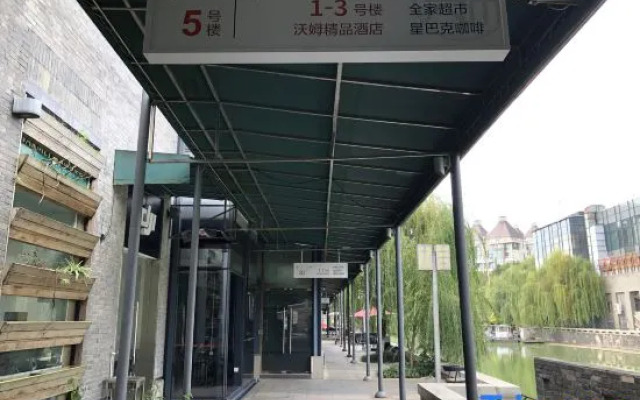 5号楼
1-3号楼
沃姆精品酒店
全家超市
星巴克咖啡